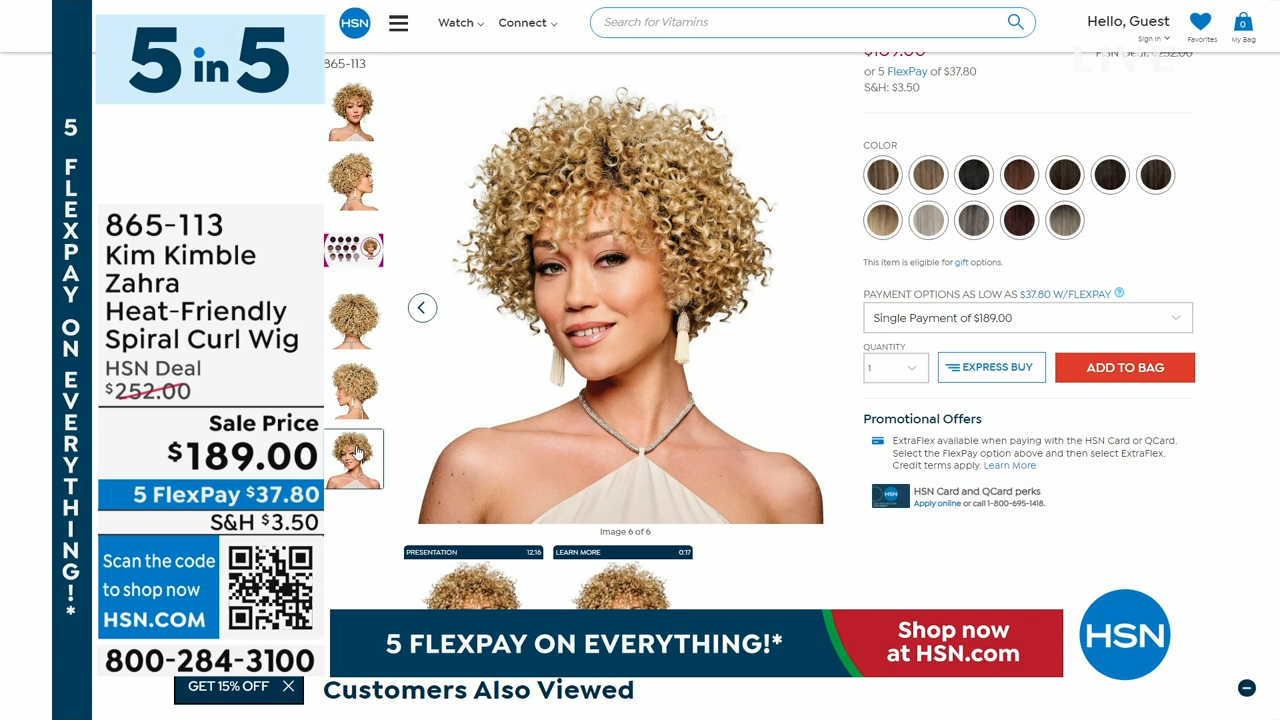 5 in 5
5 FLEXPAY ON EVERYTHING!*
865-113
Kim Kimble
Zahra
Heat-Friendly
Spiral Curl Wig
HSN Deal
$252.00
Sale Price
$189.00
5 FlexPay $37.80
S&H $3.50
Scan the code
to shop now
HSN.COM
800-284-3100
GET 15% OFF
HSN
Watch
Connect
Search for Vitamins
Hello, Guest
Sign In
Favorites
0
My Bag
LIVE
865-113
$189.00
HSN Deal: $252.00
or 5 FlexPay of $37.80
S&H: $3.50
COLOR
This item is eligible for gift options.
PAYMENT OPTIONS AS LOW AS $37.80 W/FLEXPAY ?
Single Payment of $189.00
QUANTITY
1
EXPRESS BUY
ADD TO BAG
Promotional Offers
ExtraFlex available when paying with the HSN Card or QCard.
Select the FlexPay option above and then select ExtraFlex.
Credit terms apply. Learn More
HSN
HSN Card and QCard perks
Apply online or call 1-800-695-1418.
Image 6 of 6
PRESENTATION 12:16
LEARN MORE 0:17
5 FLEXPAY ON EVERYTHING!*
Shop now
at HSN.com
HSN
Customers Also Viewed